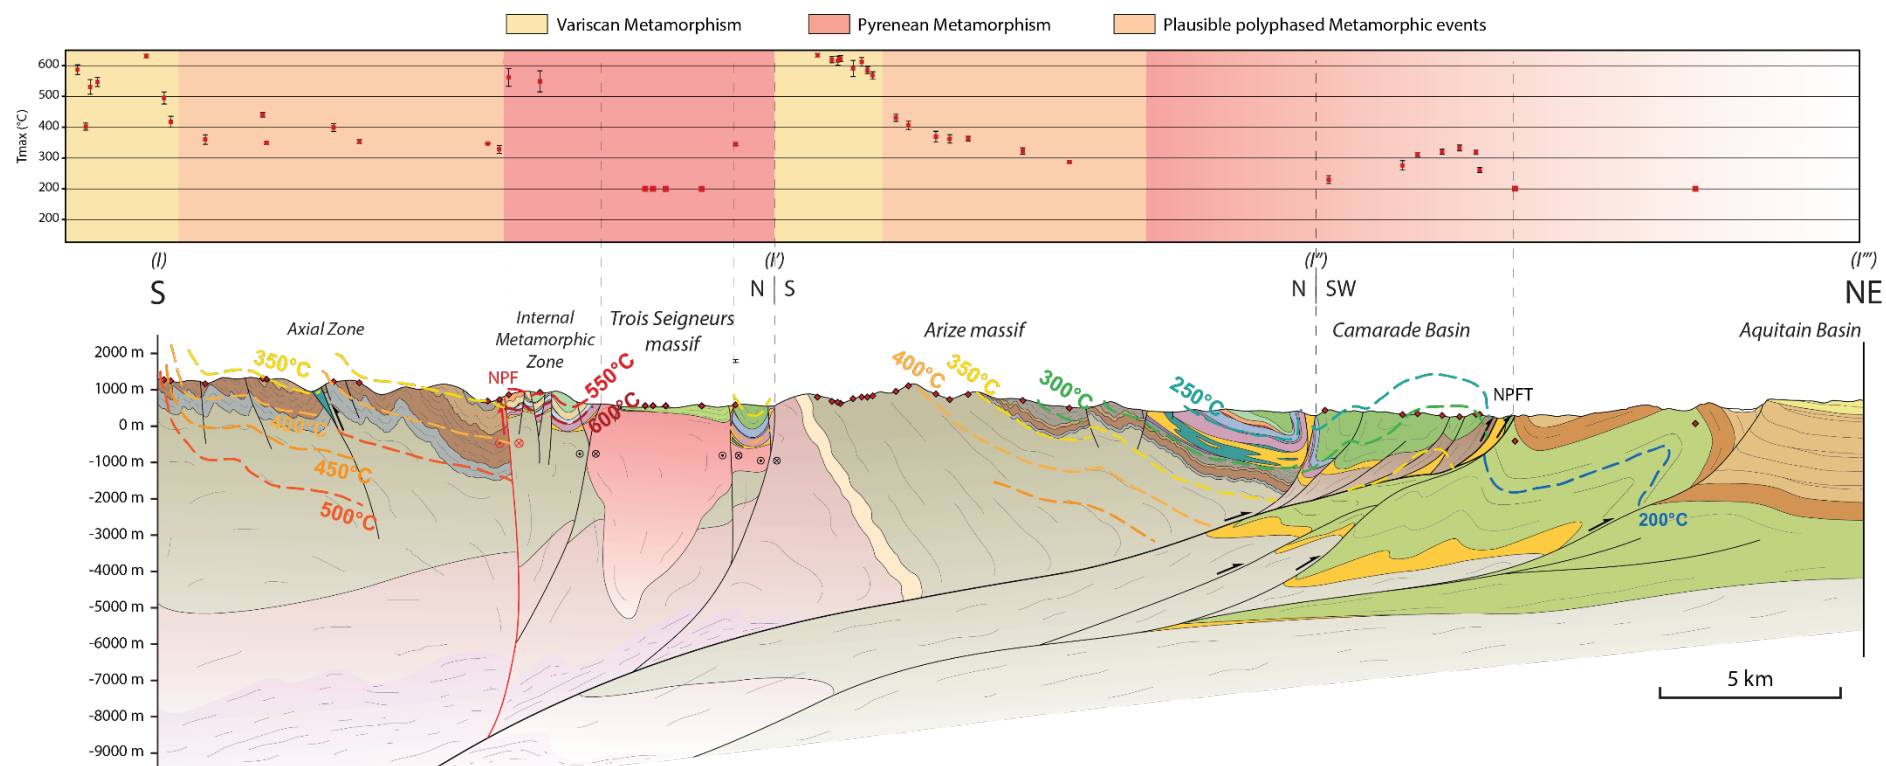 Variscan Metamorphism
Pyrenean Metamorphism
Plausible polyphased Metamorphic events
Tmax (°C)
600
500
400
300
200
200
(I)
(I')
(I'')
(I''')
S
N
S
N
SW
NE
Axial Zone
Internal
Metamorphic
Zone
Trois Seigneurs
massif
Arize massif
Camarade Basin
Aquitain Basin
2000 m
1000 m
0 m
-1000 m
-2000 m
-3000 m
-4000 m
-5000 m
-6000 m
-7000 m
-8000 m
-9000 m
350°C
400°C
450°C
500°C
NPF
550°C
600°C
400°C
350°C
300°C
250°C
NPFT
200°C
5 km